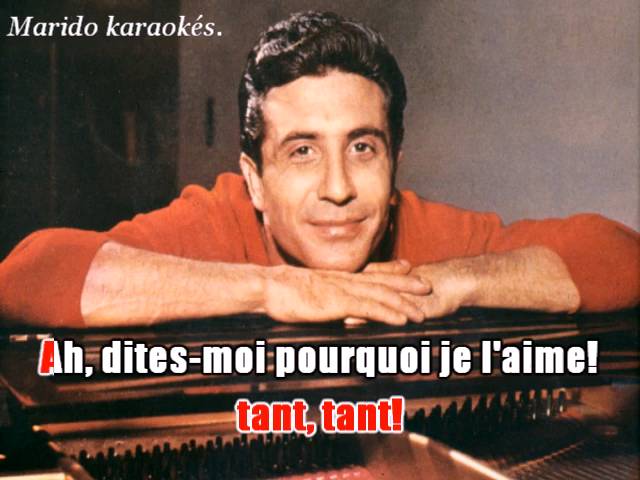 Marido karaokés.
Ah, dites-moi pourquoi je l'aime!
tant, tant!